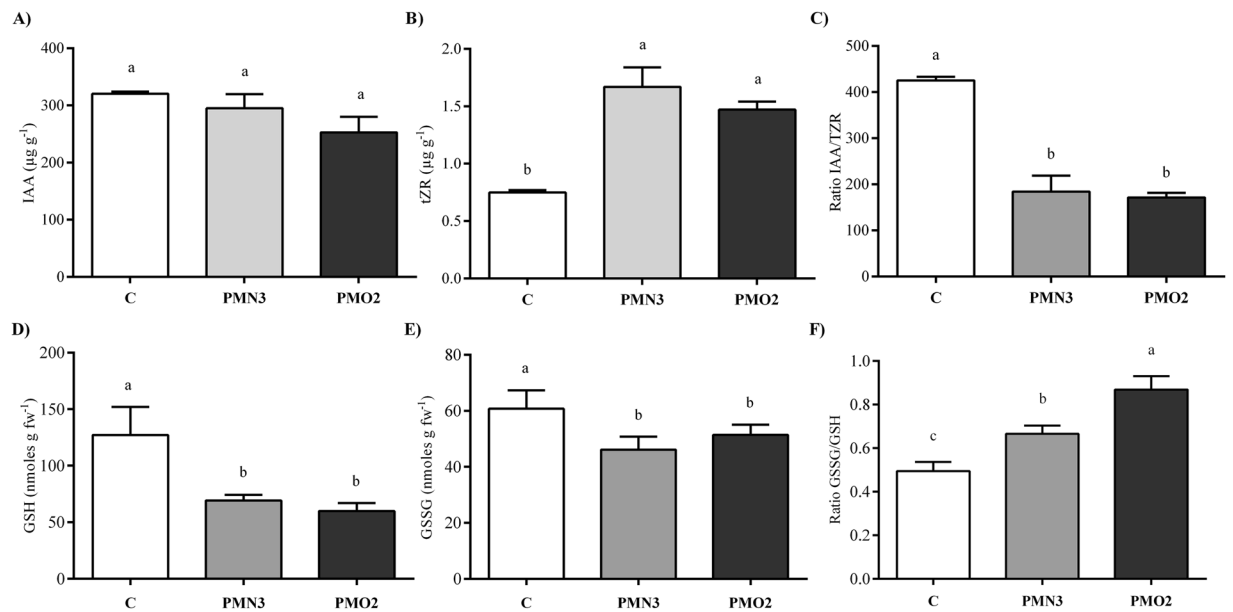 A)
IAA (µg g⁻¹)
400
300
200
100
0
a
a
a
C
PMN3
PMO2
B)
tZR (µg g⁻¹)
2.0
1.5
1.0
0.5
0.0
b
a
a
C
PMN3
PMO2
C)
Ratio IAA/TZR
500
400
300
200
100
0
a
b
b
C
PMN3
PMO2
D)
GSH (nmoles g fw⁻¹)
200
150
100
50
0
a
b
b
C
PMN3
PMO2
E)
GSSG (nmoles g fw⁻¹)
80
60
40
20
0
a
b
b
C
PMN3
PMO2
F)
Ratio GSSG/GSH
1.0
0.8
0.6
0.4
0.2
0.0
c
b
a
C
PMN3
PMO2